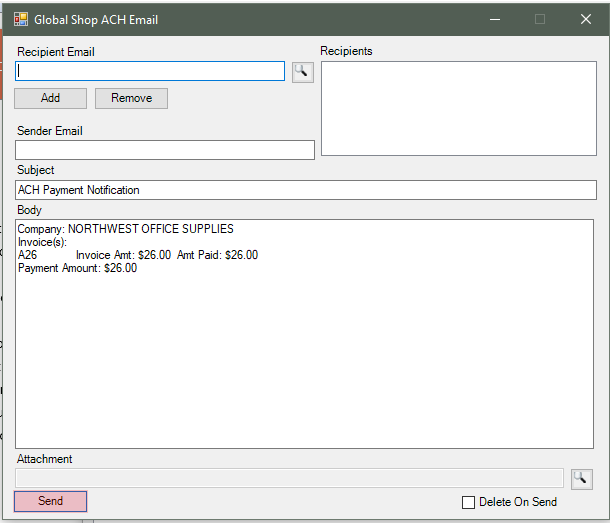 Global Shop ACH Email
Recipient Email
Recipients
Add Remove
Sender Email
Subject
ACH Payment Notification
Body
Company: NORTHWEST OFFICE SUPPLIES
Invoice(s):
A26 Invoice Amt: $26.00 Amt Paid: $26.00
Payment Amount: $26.00
Attachment
Send
Delete On Send